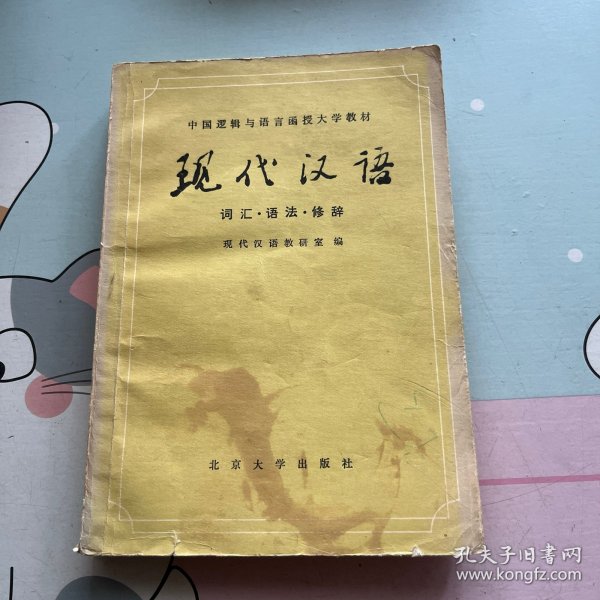 中国逻辑与语言函授大学教材
现代汉语
词汇·语法·修辞
现代汉语教研室 编
北京大学出版社
孔夫子旧书网
www.kongfz.com